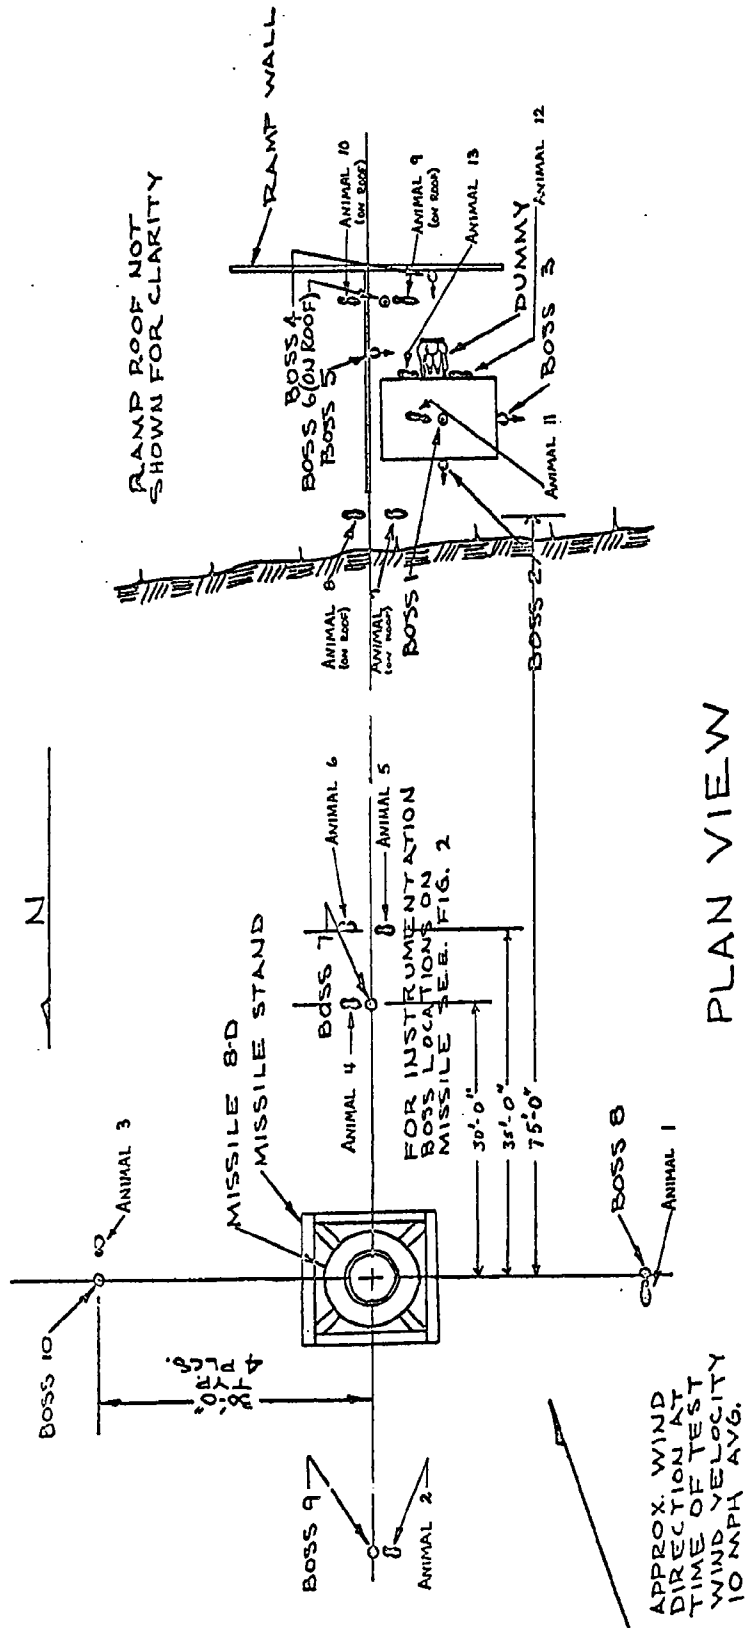 RAMP ROOF NOT
SHOWN FOR CLARITY
RAMP WALL
BOSS 4
BOSS 6 (ON ROOF)
BOSS 5
ANIMAL 10
(ON ROOF)
ANIMAL 9
(ON ROOF)
ANIMAL 13
DUMMY
BOSS 3
ANIMAL 12
ANIMAL 11
ANIMAL 8
(ON ROOF)
ANIMAL
(ON ROOF)
BOSS 1
BOSS 2
N
MISSILE 8-D
MISSILE STAND
BOSS 7
ANIMAL 6
ANIMAL 5
ANIMAL 4
FOR INSTRUMENTATION
BOSS LOCATIONS ON
MISSILE SEE. FIG. 2
30'-0"
35'-0"
75'-0"
ANIMAL 3
BOSS 10
TYP.
4 PLCS.
BOSS 8
ANIMAL 1
BOSS 9
ANIMAL 2
APPROX. WIND
DIRECTION AT
TIME OF TEST
WIND VELOCITY
10 MPH AVG.
PLAN VIEW